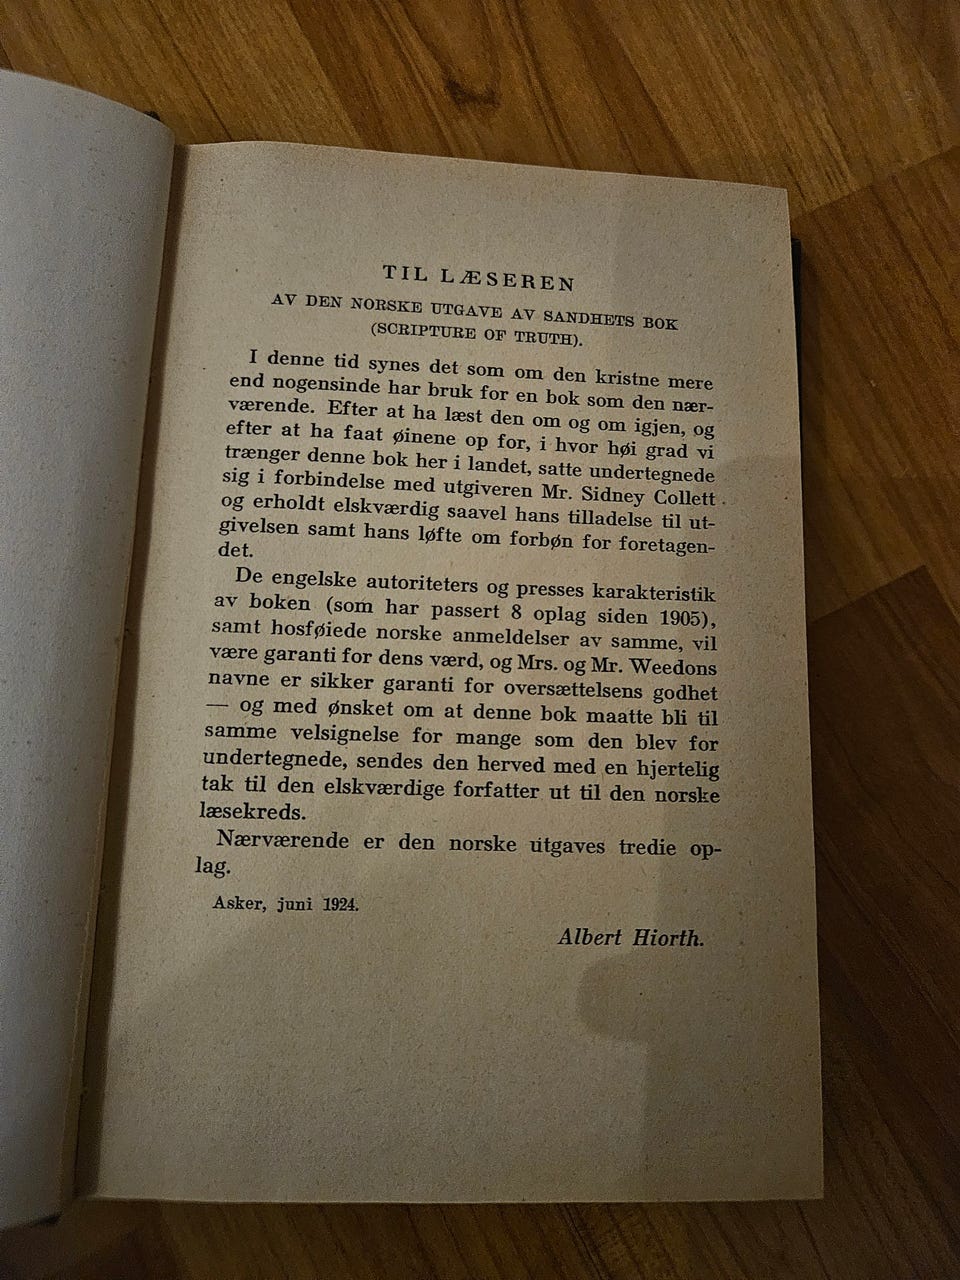 TIL LÆSEREN
AV DEN NORSKE UTGAVE AV SANDHETS BOK
(SCRIPTURE OF TRUTH).
I denne tid synes det som om den kristne mere
end nogensinde har bruk for en bok som den nær-
værende. Efter at ha læst den om og om igjen, og
efter at ha faat øinene op for, i hvor høi grad vi
trænger denne bok her i landet, satte undertegnede
sig i forbindelse med utgiveren Mr. Sidney Collett
og erholdt elskværdig saavel hans tilladelse til ut-
givelsen samt hans løfte om forbøn for foretagen-
det.
De engelske autoriteters og presses karakteristik
av boken (som har passert 8 oplag siden 1905),
samt hosføiede norske anmeldelser av samme, vil
være garanti for dens værd, og Mrs. og Mr. Weedons
navne er sikker garanti for oversættelsens godhet
— og med ønsket om at denne bok maatte bli til
samme velsignelse for mange som den blev for
undertegnede, sendes den herved med en hjertelig
tak til den elskværdige forfatter ut til den norske
læsekreds.
Nærværende er den norske utgaves tredie op-
lag.
Asker, juni 1924.
Albert Hiorth.